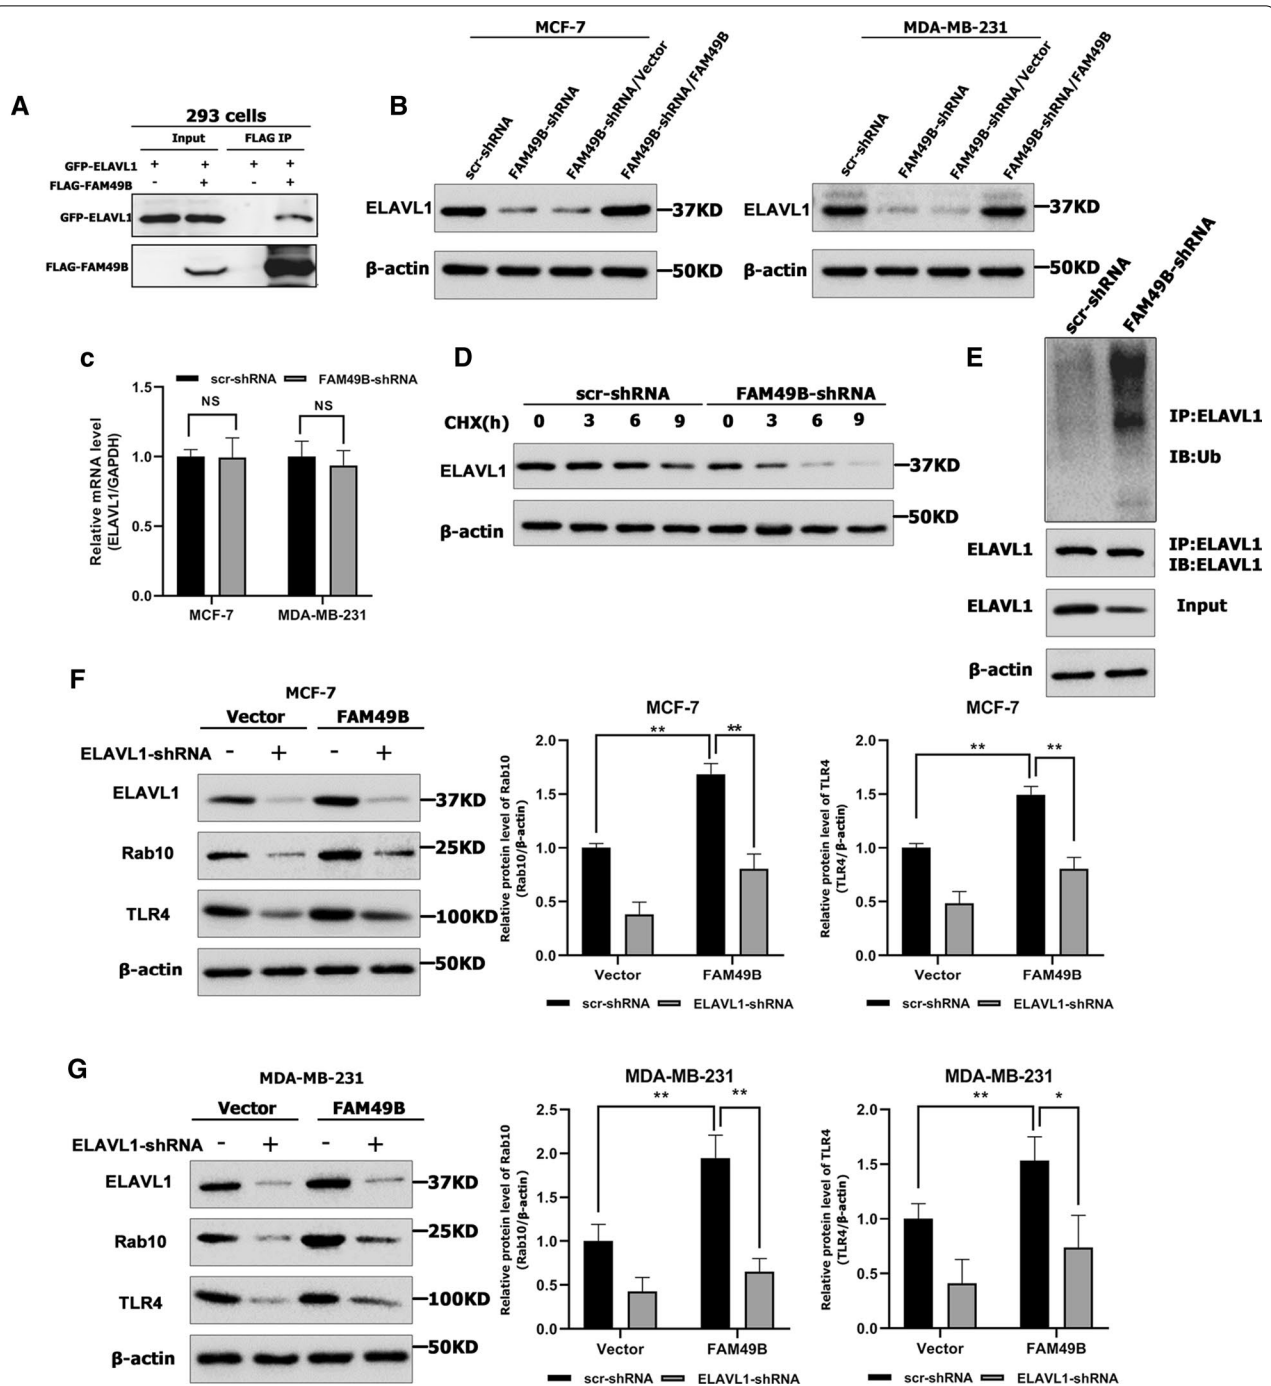 A
293 cells
Input FLAG IP
GFP-ELAVL1 + + + +
FLAG-FAM49B - + - +
GFP-ELAVL1
FLAG-FAM49B
B
MCF-7
scr-shRNA
FAM49B-shRNA
FAM49B-shRNA/Vector
FAM49B-shRNA/FAM49B
ELAVL1 37KD
β-actin 50KD
MDA-MB-231
scr-shRNA
FAM49B-shRNA
FAM49B-shRNA/Vector
FAM49B-shRNA/FAM49B
ELAVL1 37KD
β-actin 50KD
c
scr-shRNA FAM49B-shRNA
Relative mRNA level
(ELAVL1/GAPDH)
1.5
1.0
0.5
0.0
NS NS
MCF-7 MDA-MB-231
D
scr-shRNA FAM49B-shRNA
CHX(h) 0 3 6 9 0 3 6 9
ELAVL1 37KD
β-actin 50KD
E
scr-shRNA
FAM49B-shRNA
IP:ELAVL1
IB:Ub
ELAVL1 IP:ELAVL1
IB:ELAVL1
ELAVL1 Input
β-actin
F
MCF-7
Vector FAM49B
ELAVL1-shRNA - + - +
ELAVL1 37KD
Rab10 25KD
TLR4 100KD
β-actin 50KD
MCF-7
Relative protein level of Rab10
(Rab10/β-actin)
2.0
1.5
1.0
0.5
0.0
** **
Vector FAM49B
scr-shRNA ELAVL1-shRNA
MCF-7
Relative protein level of TLR4
(TLR4/β-actin)
2.0
1.5
1.0
0.5
0.0
** **
Vector FAM49B
scr-shRNA ELAVL1-shRNA
G
MDA-MB-231
Vector FAM49B
ELAVL1-shRNA - + - +
ELAVL1 37KD
Rab10 25KD
TLR4 100KD
β-actin 50KD
MDA-MB-231
Relative protein level of Rab10
(Rab10/β-actin)
2.5
2.0
1.5
1.0
0.5
0.0
** **
Vector FAM49B
scr-shRNA ELAVL1-shRNA
MDA-MB-231
Relative protein level of TLR4
(TLR4/β-actin)
2.0
1.5
1.0
0.5
0.0
** *
Vector FAM49B
scr-shRNA ELAVL1-shRNA